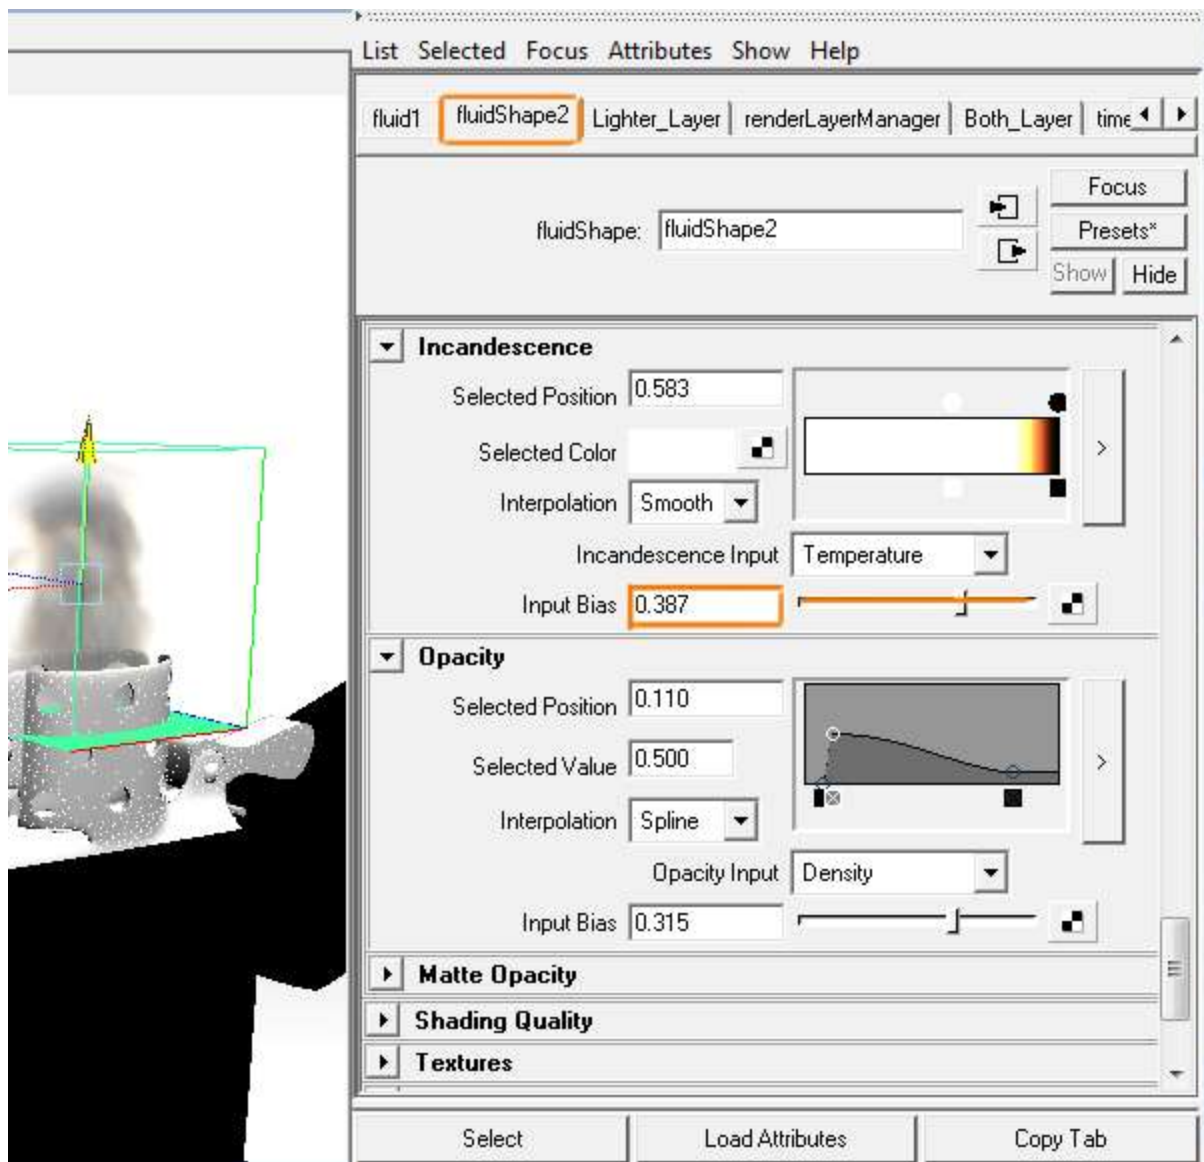 List Selected Focus Attributes Show Help
fluid1 fluidShape2 Lighter_Layer renderLayerManager Both_Layer time
Focus
fluidShape: fluidShape2
Presets*
Show Hide
Incandescence
Selected Position 0.583
Selected Color
>
Interpolation Smooth
Incandescence Input Temperature
Input Bias 0.387
Opacity
Selected Position 0.110
Selected Value 0.500
>
Interpolation Spline
Opacity Input Density
Input Bias 0.315
Matte Opacity
Shading Quality
Textures
Select Load Attributes Copy Tab